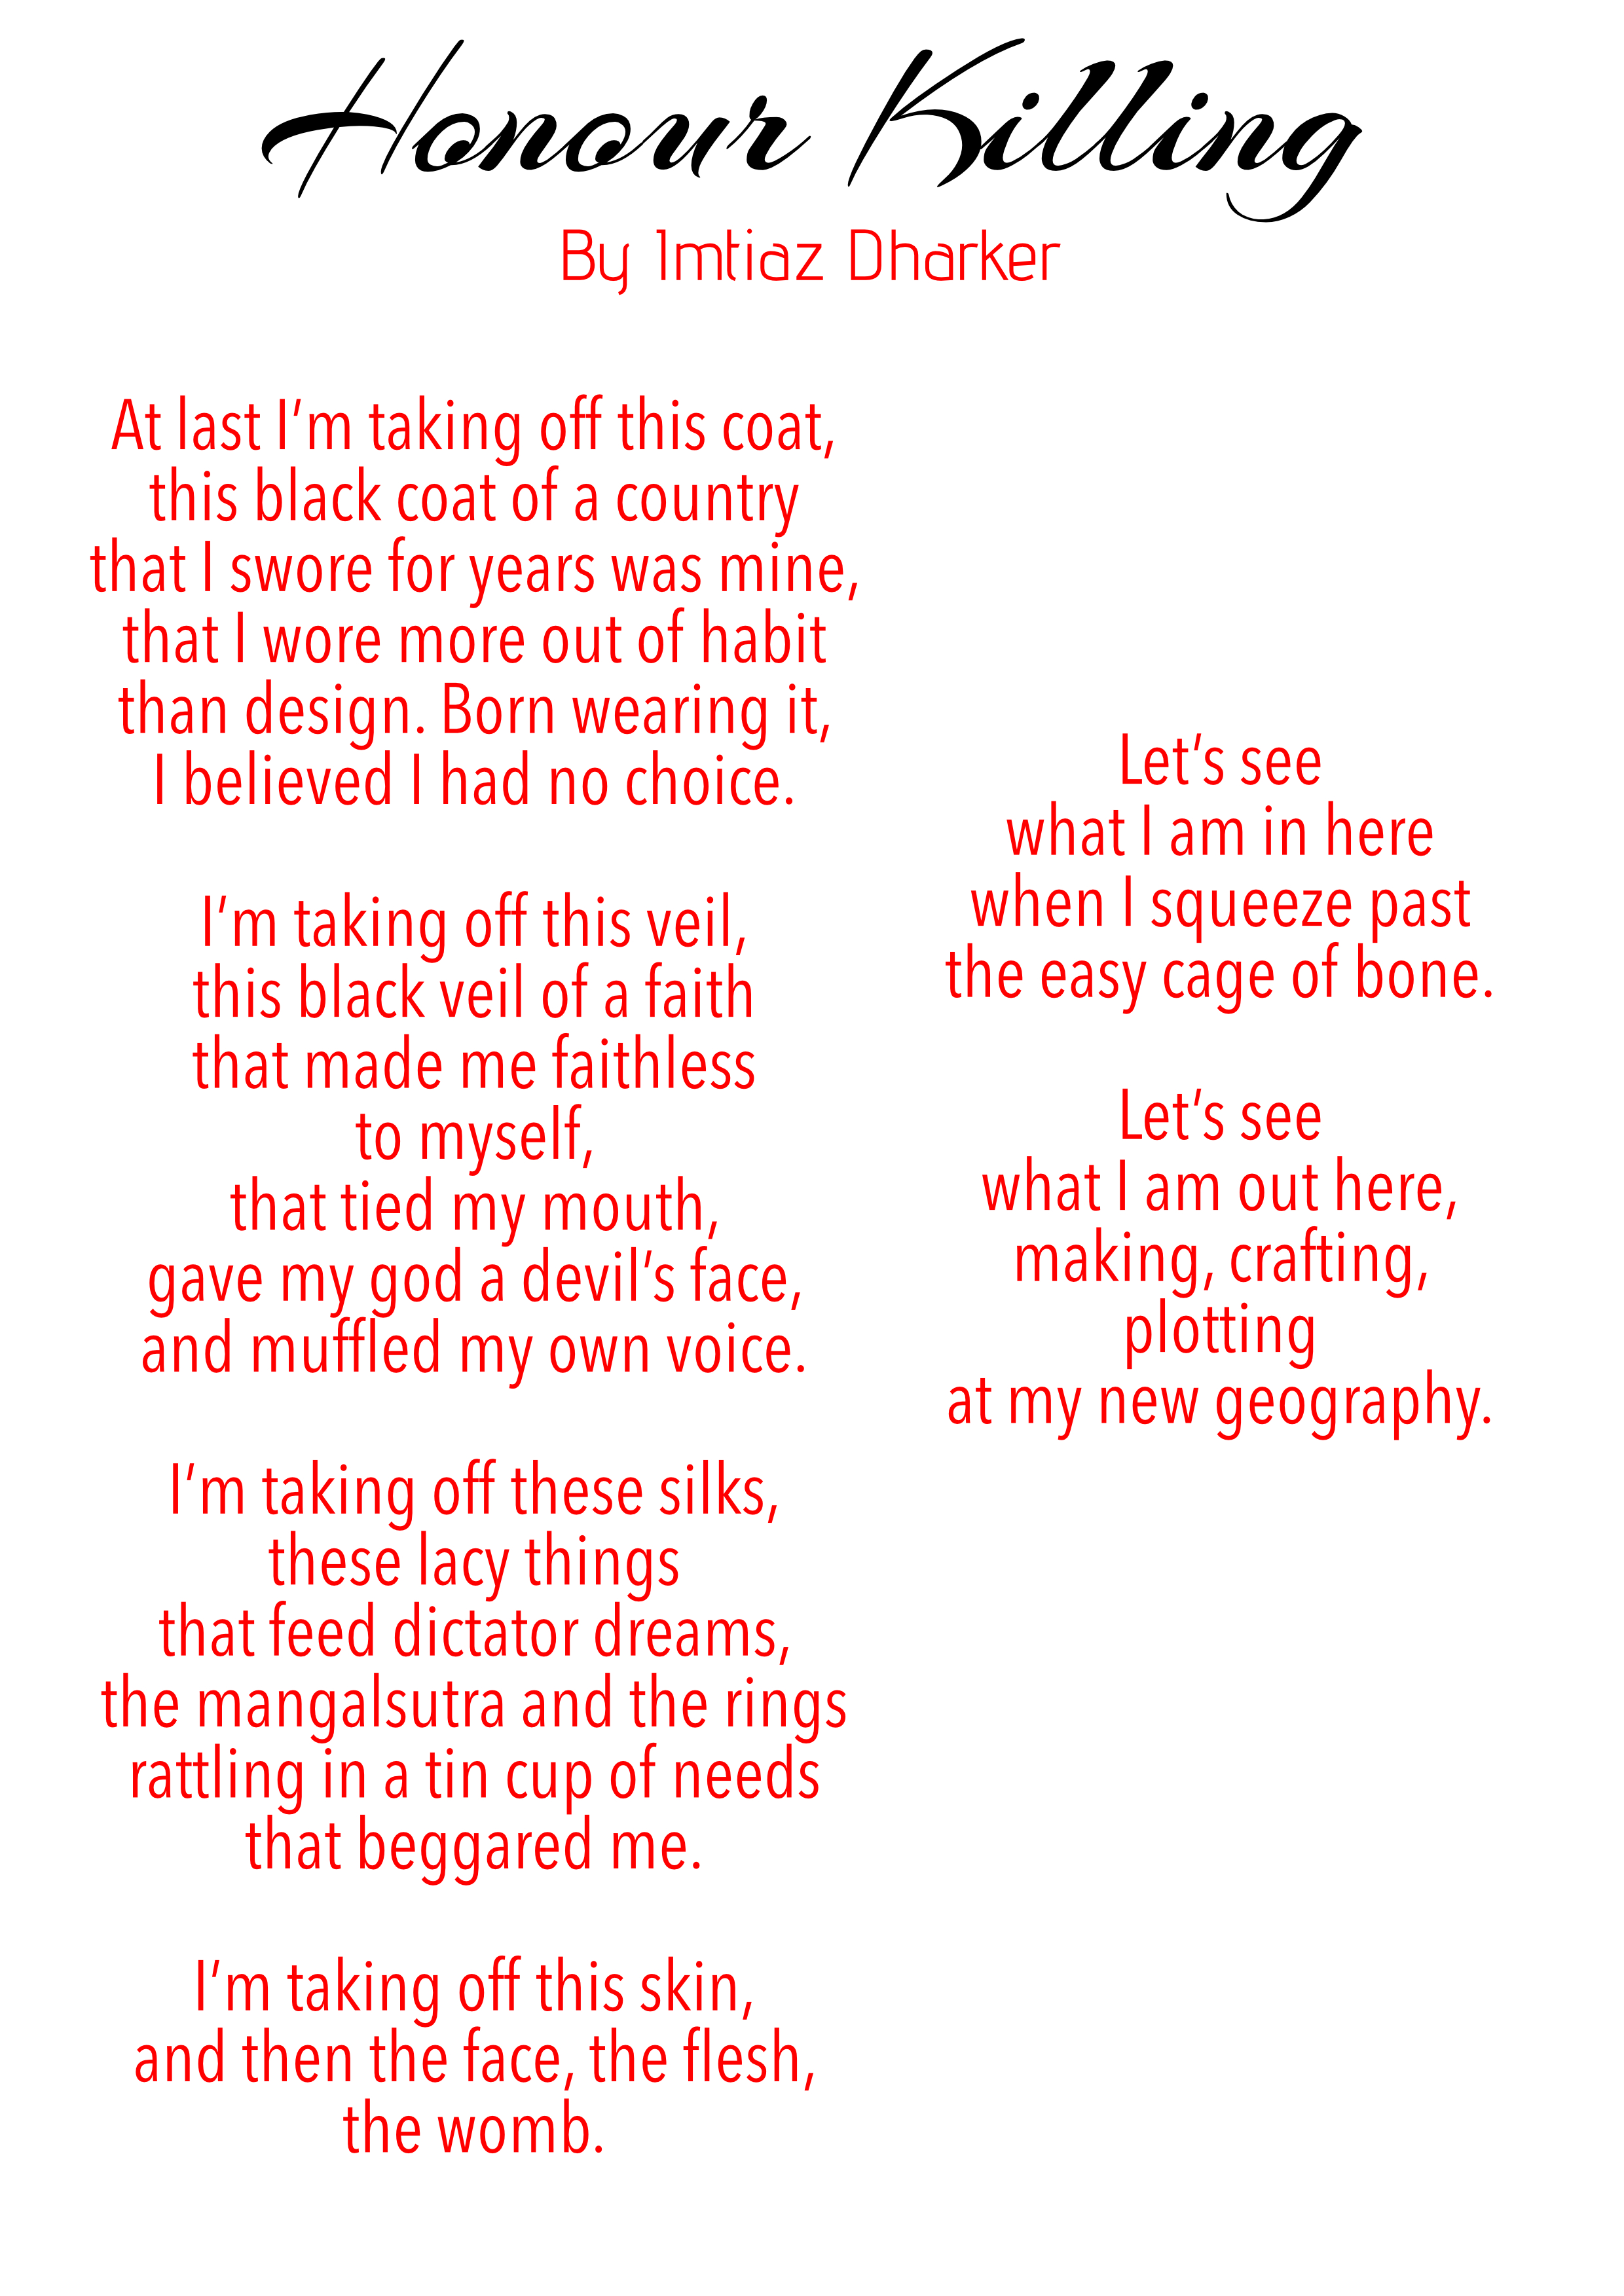 Honour Killing
By Imtiaz Dharker
At last I'm taking off this coat,
this black coat of a country
that I swore for years was mine,
that I wore more out of habit
than design. Born wearing it,
I believed I had no choice.
I'm taking off this veil,
this black veil of a faith
that made me faithless
to myself,
that tied my mouth,
gave my god a devil's face,
and muffled my own voice.
I'm taking off these silks,
these lacy things
that feed dictator dreams,
the mangalsutra and the rings
rattling in a tin cup of needs
that beggared me.
I'm taking off this skin,
and then the face, the flesh,
the womb.
Let's see
what I am in here
when I squeeze past
the easy cage of bone.
Let's see
what I am out here,
making, crafting,
plotting
at my new geography.